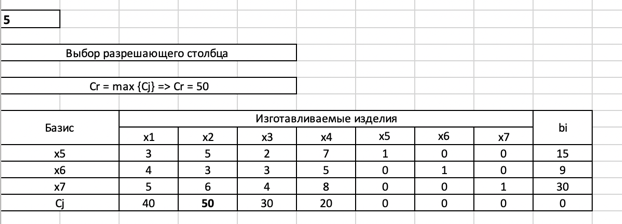 5
Выбор разрешающего столбца
Cr = max {Cj} => Cr = 50
Базис Изготавливаемые изделия bi
x1 x2 x3 x4 x5 x6 x7
x5 3 5 2 7 1 0 0 15
x6 4 3 3 5 0 1 0 9
x7 5 6 4 8 0 0 1 30
Cj 40 50 30 20 0 0 0 0